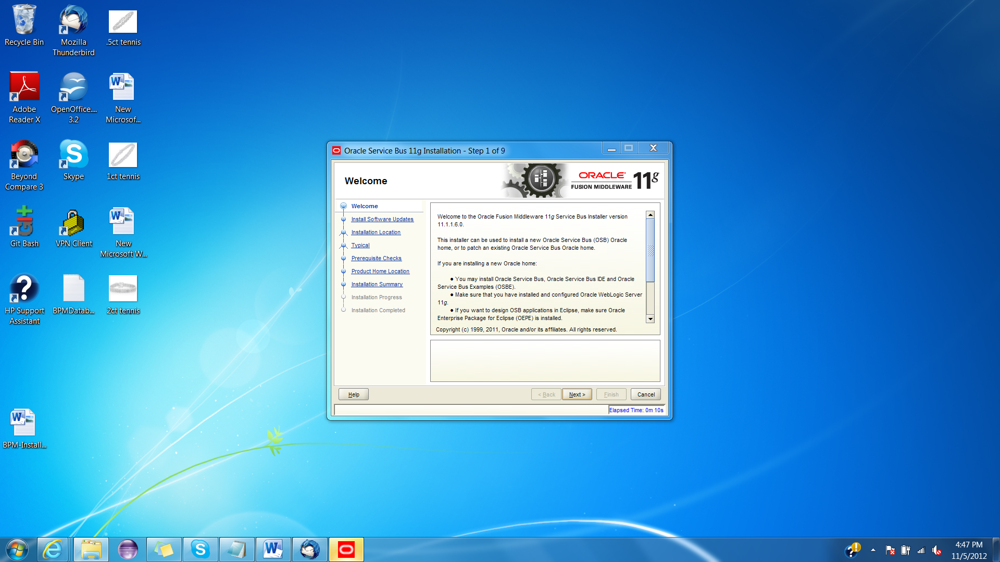 Recycle Bin
Mozilla
Thunderbird
.5ct tennis
Adobe
Reader X
OpenOffice....
3.2
New
Microsof...
Beyond
Compare 3
Skype
1ct tennis
Git Bash
VPN Client
New
Microsoft W...
HP Support
Assistant
BPMDatab...
2ct tennis
BPM-Install...
Oracle Service Bus 11g Installation - Step 1 of 9
Welcome
ORACLE
FUSION MIDDLEWARE
11g
Welcome
Install Software Updates
Installation Location
Typical
Prerequisite Checks
Product Home Location
Installation Summary
Installation Progress
Installation Completed
Welcome to the Oracle Fusion Middleware 11g Service Bus Installer version
11.1.1.6.0.
This installer can be used to install a new Oracle Service Bus (OSB) Oracle
home, or to patch an existing Oracle Service Bus Oracle home.
If you are installing a new Oracle home:
● You may install Oracle Service Bus, Oracle Service Bus IDE and Oracle
Service Bus Examples (OSBE).
● Make sure that you have installed and configured Oracle WebLogic Server
11g.
● If you want to design OSB applications in Eclipse, make sure Oracle
Enterprise Package for Eclipse (OEPE) is installed.
Copyright (c) 1999, 2011, Oracle and/or its affiliates. All rights reserved.
Help
< Back
Next >
Finish
Cancel
Elapsed Time: 0m 10s
4:47 PM
11/5/2012